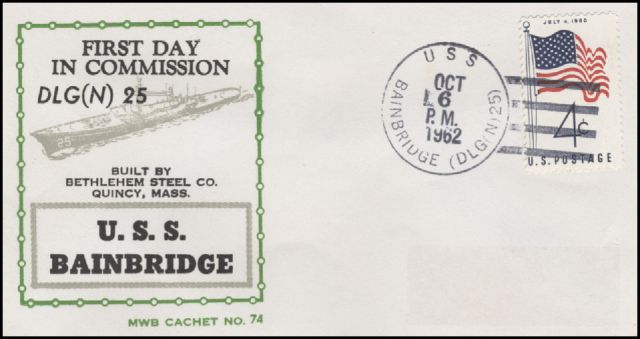 FIRST DAY
IN COMMISSION
DLG(N) 25
25
BUILT BY
BETHLEHEM STEEL CO.
QUINCY, MASS.
U. S. S.
BAINBRIDGE
MWB CACHET NO. 74
USS
BAINBRIDGE (DLG(N)25)
OCT
6
P.M.
1962
JULY 4, 1960
4c
U.S. POSTAGE